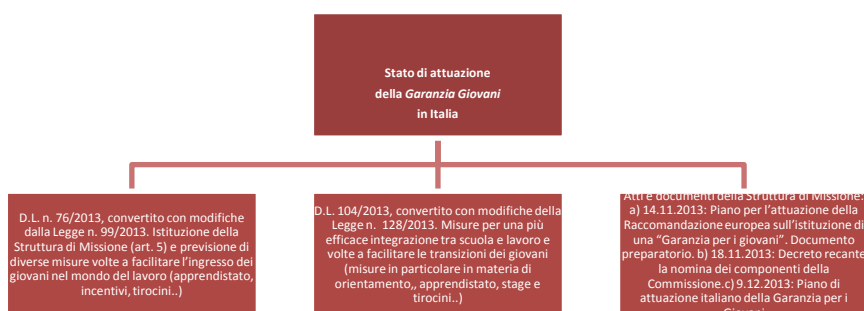 Stato di attuazione
della Garanzia Giovani
in Italia
D.L. n. 76/2013, convertito con modifiche
dalla Legge n. 99/2013. Istituzione della
Struttura di Missione (art. 5) e previsione di
diverse misure volte a facilitare l’ingresso dei
giovani nel mondo del lavoro (apprendistato,
incentivi, tirocini..)
D.L. 104/2013, convertito con modifiche della
Legge n. 128/2013. Misure per una più
efficace integrazione tra scuola e lavoro e
volte a facilitare le transizioni dei giovani
(misure in particolare in materia di
orientamento,, apprendistato, stage e
tirocini..)
Atti e documenti della Struttura di Missione:
a) 14.11.2013: Piano per l’attuazione della
Raccomandazione europea sull’istituzione di
una “Garanzia per i giovani”. Documento
preparatorio. b) 18.11.2013: Decreto recante
la nomina dei componenti della
Commissione.c) 9.12.2013: Piano di
attuazione italiano della Garanzia per i
Giovani